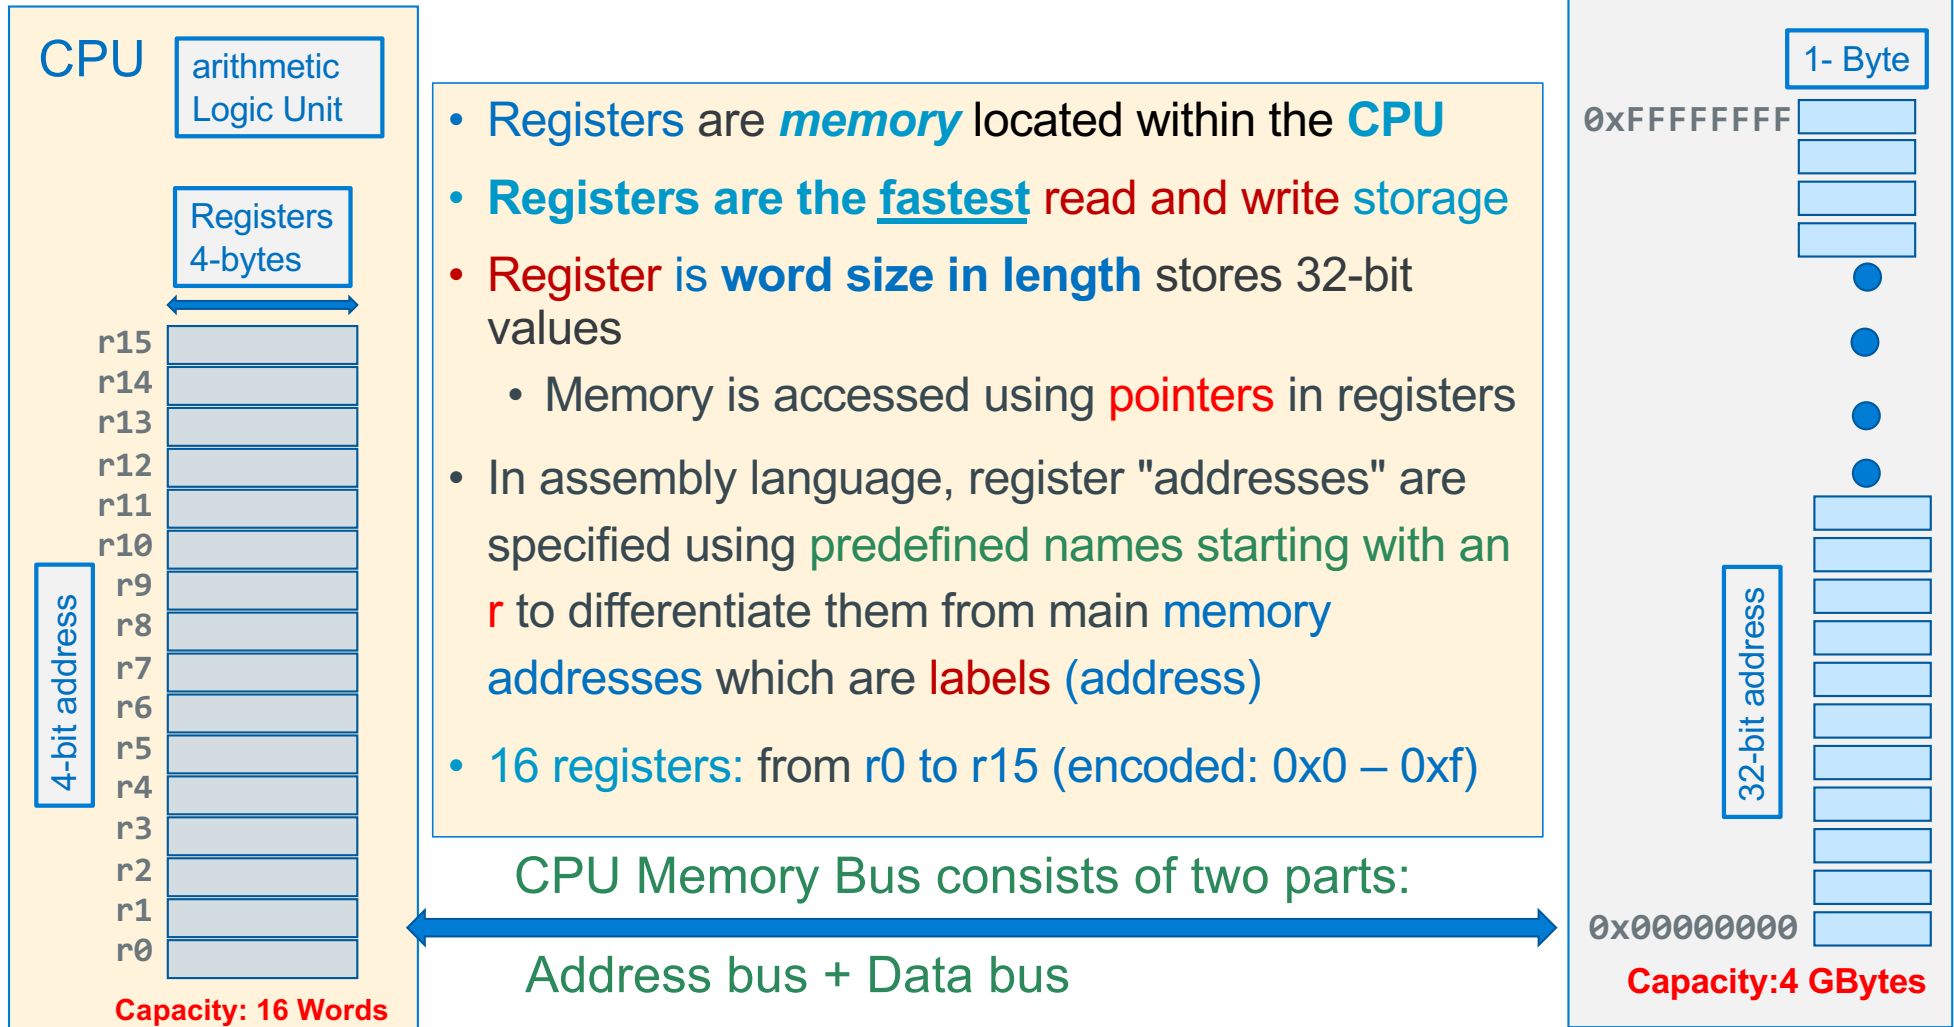 CPU
arithmetic
Logic Unit
Registers
4-bytes
r15
r14
r13
r12
r11
r10
r9
r8
r7
r6
r5
r4
r3
r2
r1
r0
4-bit address
Capacity: 16 Words
• Registers are memory located within the CPU
• Registers are the fastest read and write storage
• Register is word size in length stores 32-bit
values
• Memory is accessed using pointers in registers
• In assembly language, register "addresses" are
specified using predefined names starting with an
r to differentiate them from main memory
addresses which are labels (address)
• 16 registers: from r0 to r15 (encoded: 0x0 – 0xf)
CPU Memory Bus consists of two parts:
Address bus + Data bus
1- Byte
0xFFFFFFFF
32-bit address
0x00000000
Capacity:4 GBytes